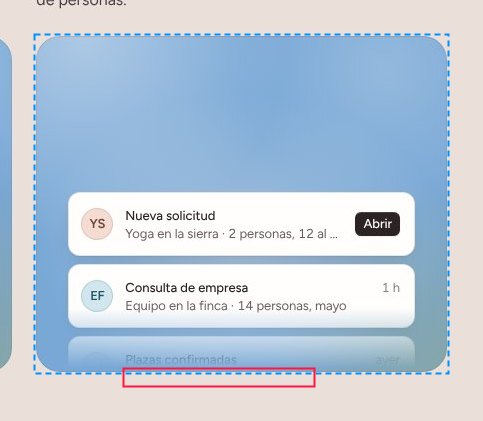 de personas.
YS
Nueva solicitud
Yoga en la sierra · 2 personas, 12 al ...
Abrir
EF
Consulta de empresa
1 h
Equipo en la finca · 14 personas, mayo
Plazas confirmadas
ayer